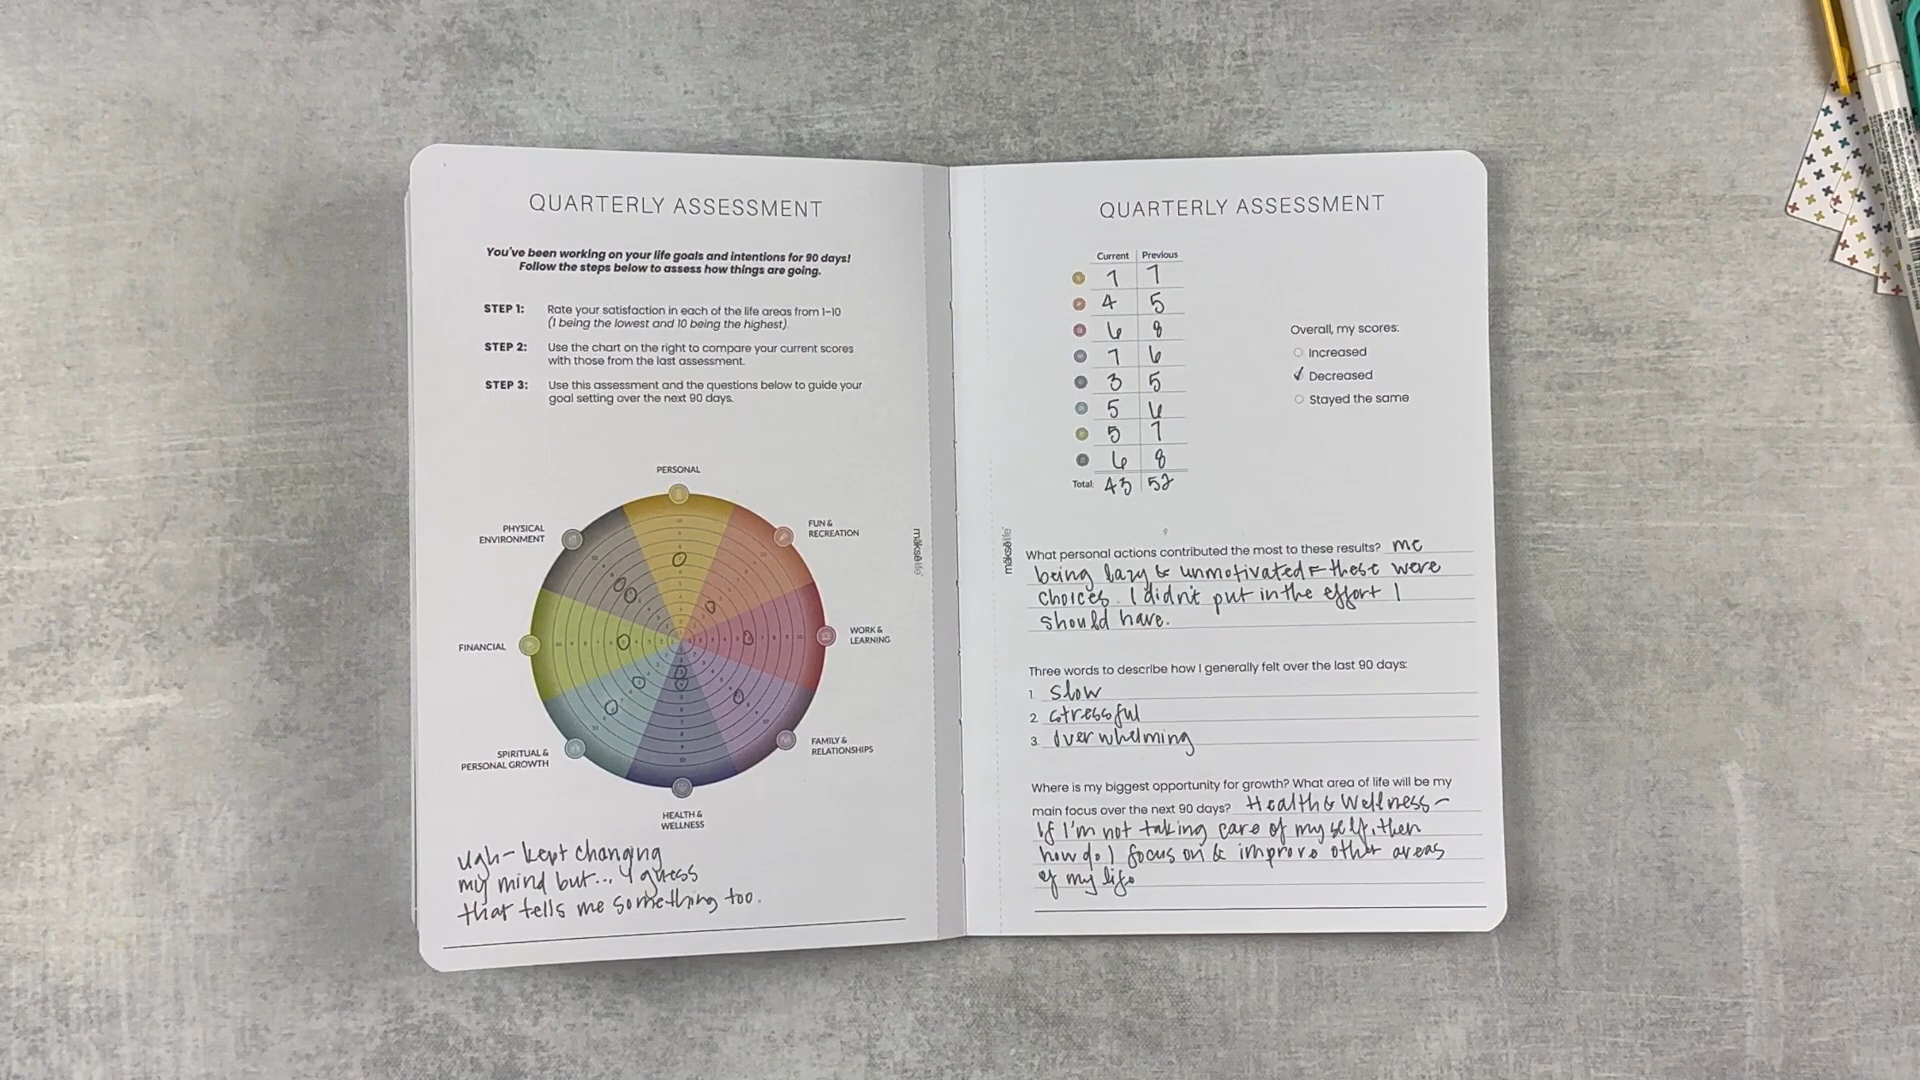 QUARTERLY ASSESSMENT
You've been working on your life goals and intentions for 90 days!
Follow the steps below to assess how things are going.
STEP 1: Rate your satisfaction in each of the life areas from 1-10
(1 being the lowest and 10 being the highest).
STEP 2: Use the chart on the right to compare your current scores
with those from the last assessment.
STEP 3: Use this assessment and the questions below to guide your
goal setting over the next 90 days.
PERSONAL
FUN &
RECREATION
WORK &
LEARNING
FAMILY &
RELATIONSHIPS
HEALTH &
WELLNESS
SPIRITUAL &
PERSONAL GROWTH
FINANCIAL
PHYSICAL
ENVIRONMENT
ugh - kept changing
my mind but... I guess
that tells me something too.
mäksēlife
QUARTERLY ASSESSMENT
Current Previous
7 7
4 5
6 8
7 6
3 5
5 6
5 7
6 8
Total: 43 52
Overall, my scores:
Increased
Decreased
Stayed the same
mäksēlife
What personal actions contributed the most to these results? me
being lazy & unmotivated - these were
choices. I didn't put in the effort I
should have.
Three words to describe how I generally felt over the last 90 days:
1. slow
2. stressful
3. overwhelming
Where is my biggest opportunity for growth? What area of life will be my
main focus over the next 90 days? Health & Wellness -
If I'm not taking care of myself, then
how do I focus on & improve other areas
of my life